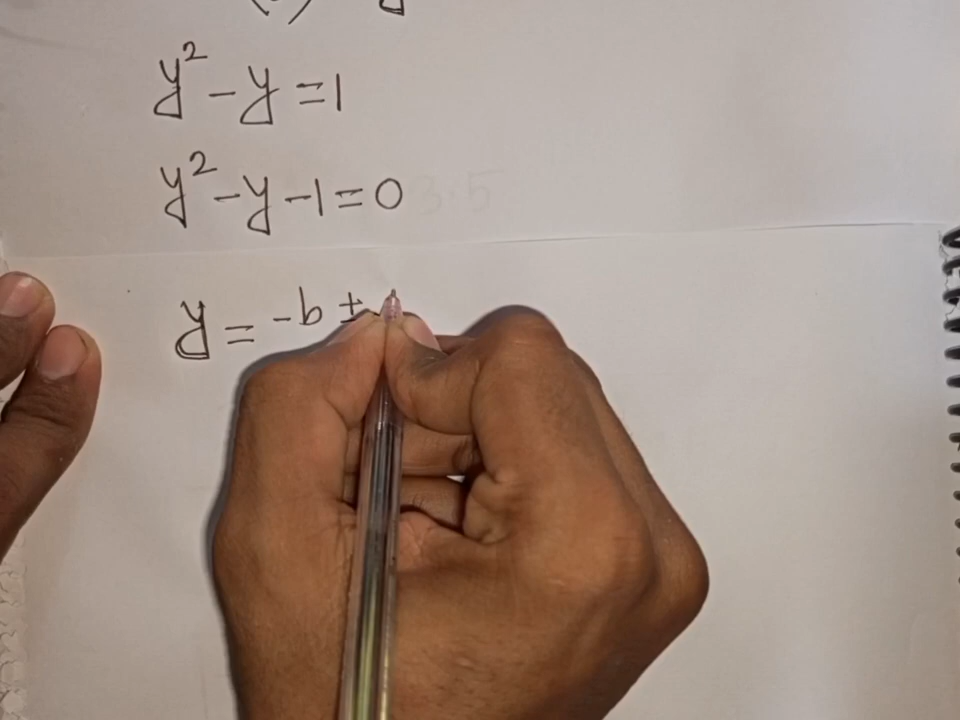 y² - y = 1
y² - y - 1 = 0
y = -b ±